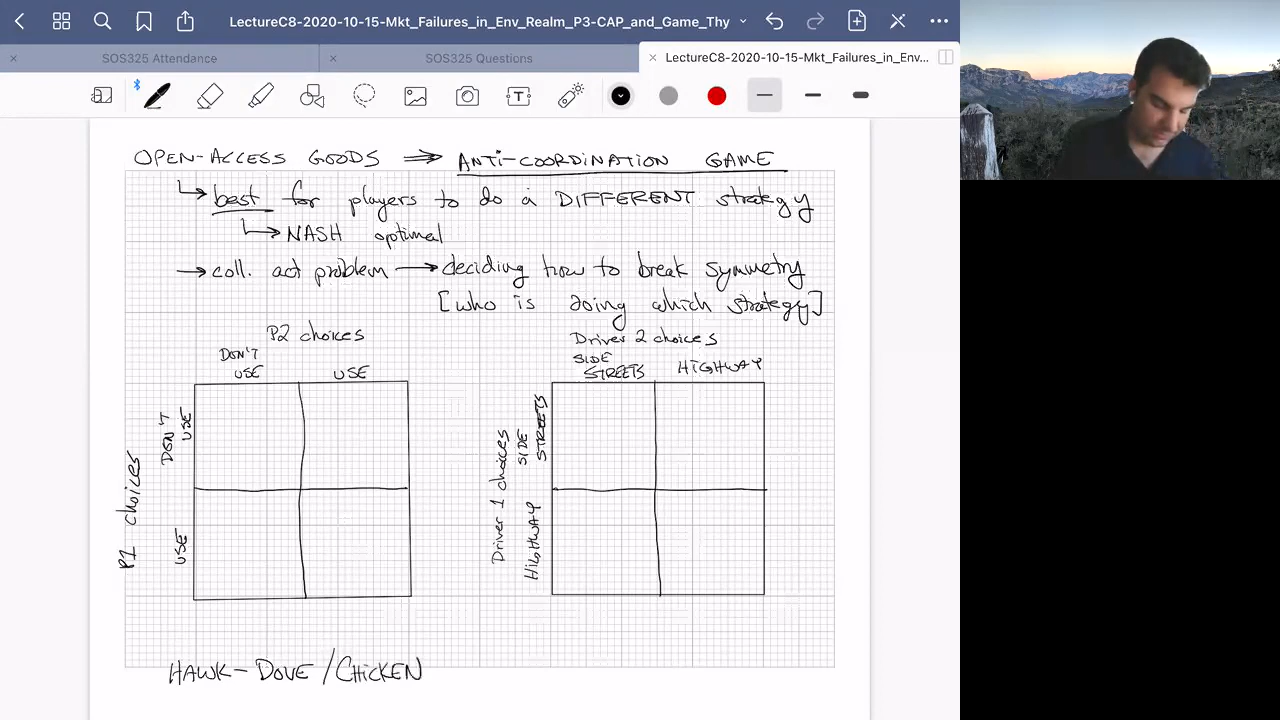 LectureC8-2020-10-15-Mkt_Failures_in_Env_Realm_P3-CAP_and_Game_Thy
SOS325 Attendance
SOS325 Questions
LectureC8-2020-10-15-Mkt_Failures_in_Env...
OPEN-ACCESS GOODS ⇒ ANTI-COORDINATION GAME
↳ best for players to do a DIFFERENT strategy
↳ NASH optimal
→ coll. act problem → deciding how to break symmetry
[who is doing which strategy]
P2 choices
DON'T
USE
USE
P1 choices
DON'T
USE
USE
Driver 2 choices
SIDE
STREETS
HIGHWAY
Driver 1 choices
SIDE
STREETS
HIGHWAY
HAWK-DOVE/CHICKEN